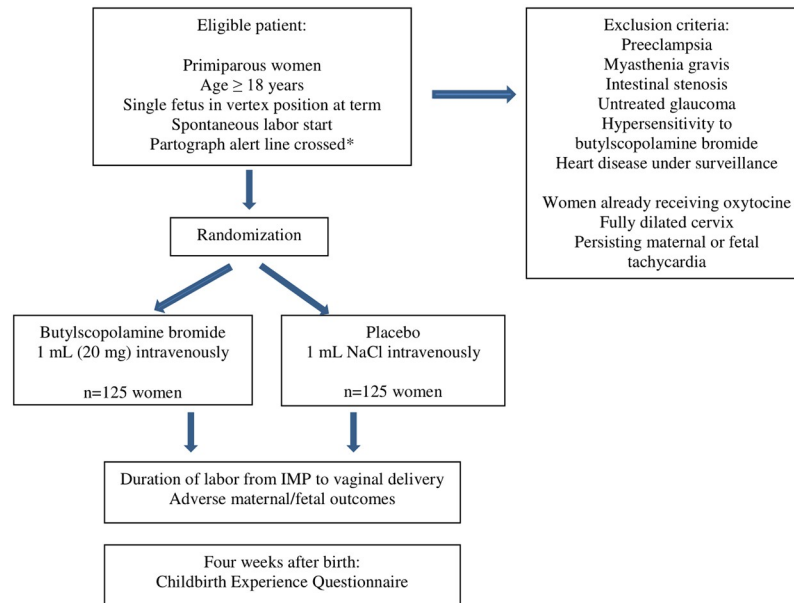 Eligible patient:
Primiparous women
Age ≥ 18 years
Single fetus in vertex position at term
Spontaneous labor start
Partograph alert line crossed*
Exclusion criteria:
Preeclampsia
Myasthenia gravis
Intestinal stenosis
Untreated glaucoma
Hypersensitivity to
butylscopolamine bromide
Heart disease under surveillance
Women already receiving oxytocine
Fully dilated cervix
Persisting maternal or fetal
tachycardia
Randomization
Butylscopolamine bromide
1 mL (20 mg) intravenously
n=125 women
Placebo
1 mL NaCl intravenously
n=125 women
Duration of labor from IMP to vaginal delivery
Adverse maternal/fetal outcomes
Four weeks after birth:
Childbirth Experience Questionnaire